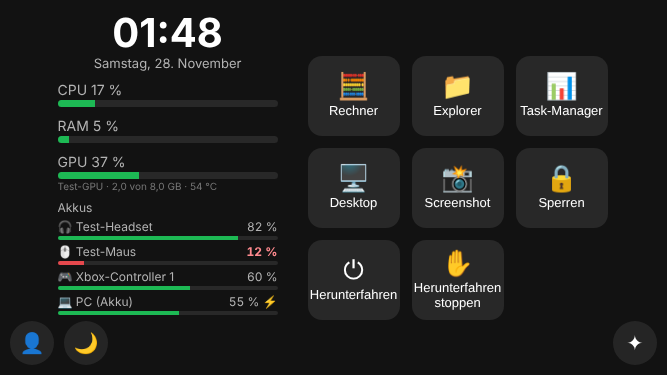 01:48
Samstag, 28. November
CPU 17 %
RAM 5 %
GPU 37 %
Test-GPU · 2,0 von 8,0 GB · 54 °C
Akkus
Test-Headset 82 %
Test-Maus 12 %
Xbox-Controller 1 60 %
PC (Akku) 55 % ⚡
Rechner
Explorer
Task-Manager
Desktop
Screenshot
Sperren
Herunterfahren
Herunterfahren
stoppen